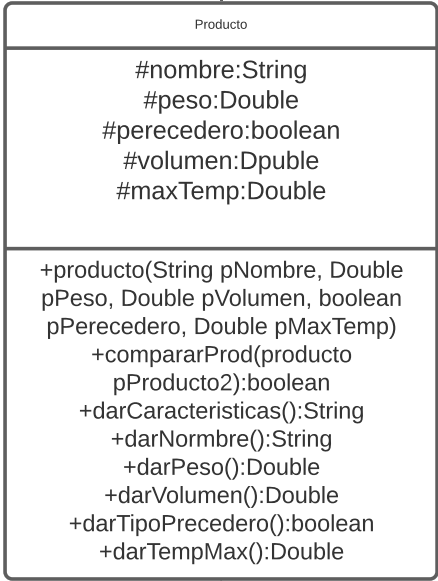 Producto
#nombre:String
#peso:Double
#perecedero:boolean
#volumen:Dpuble
#maxTemp:Double
+producto(String pNombre, Double
pPeso, Double pVolumen, boolean
pPerecedero, Double pMaxTemp)
+compararProd(producto
pProducto2):boolean
+darCaracteristicas():String
+darNormbre():String
+darPeso():Double
+darVolumen():Double
+darTipoPrecedero():boolean
+darTempMax():Double